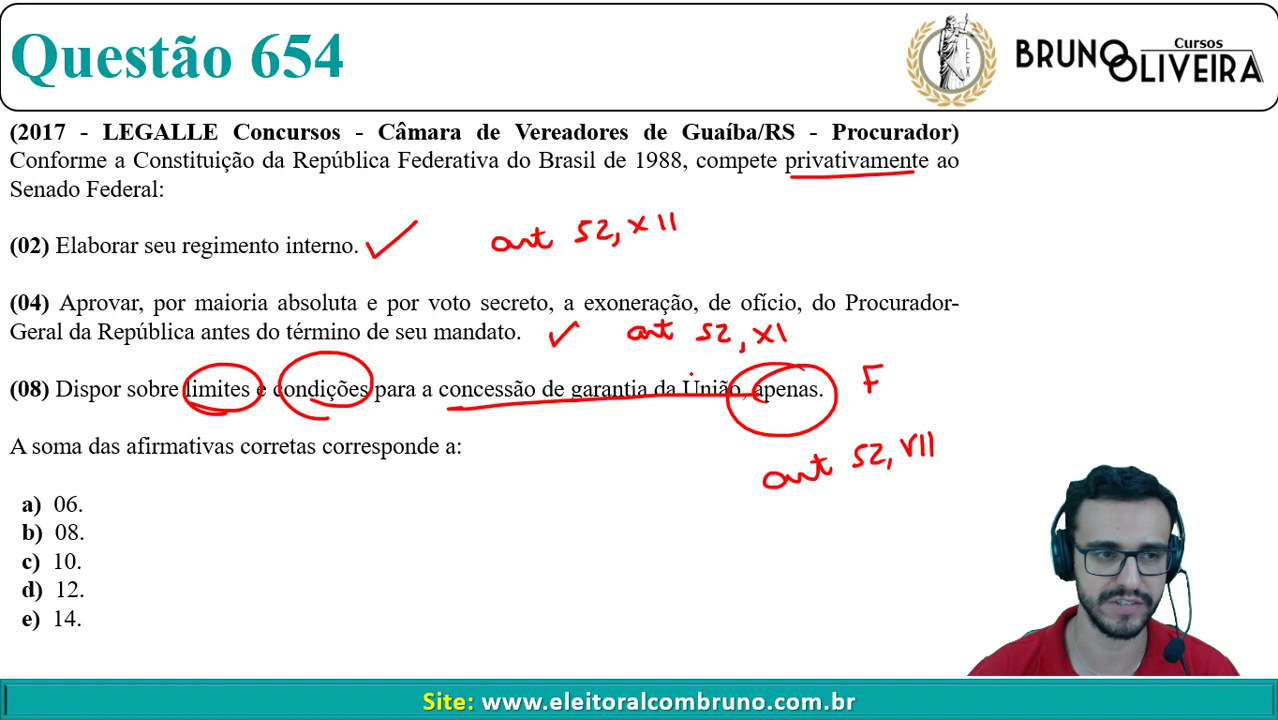 Questão 654
Cursos
BRUNO OLIVEIRA
LEX
(2017 - LEGALLE Concursos - Câmara de Vereadores de Guaíba/RS - Procurador)
Conforme a Constituição da República Federativa do Brasil de 1988, compete privativamente ao
Senado Federal:
(02) Elaborar seu regimento interno. art 52, XII
(04) Aprovar, por maioria absoluta e por voto secreto, a exoneração, de ofício, do Procurador-
Geral da República antes do término de seu mandato. art 52, XI
(08) Dispor sobre limites e condições para a concessão de garantia da União, apenas. F
art 52, VII
A soma das afirmativas corretas corresponde a:
a) 06.
b) 08.
c) 10.
d) 12.
e) 14.
Site: www.eleitoralcombruno.com.br